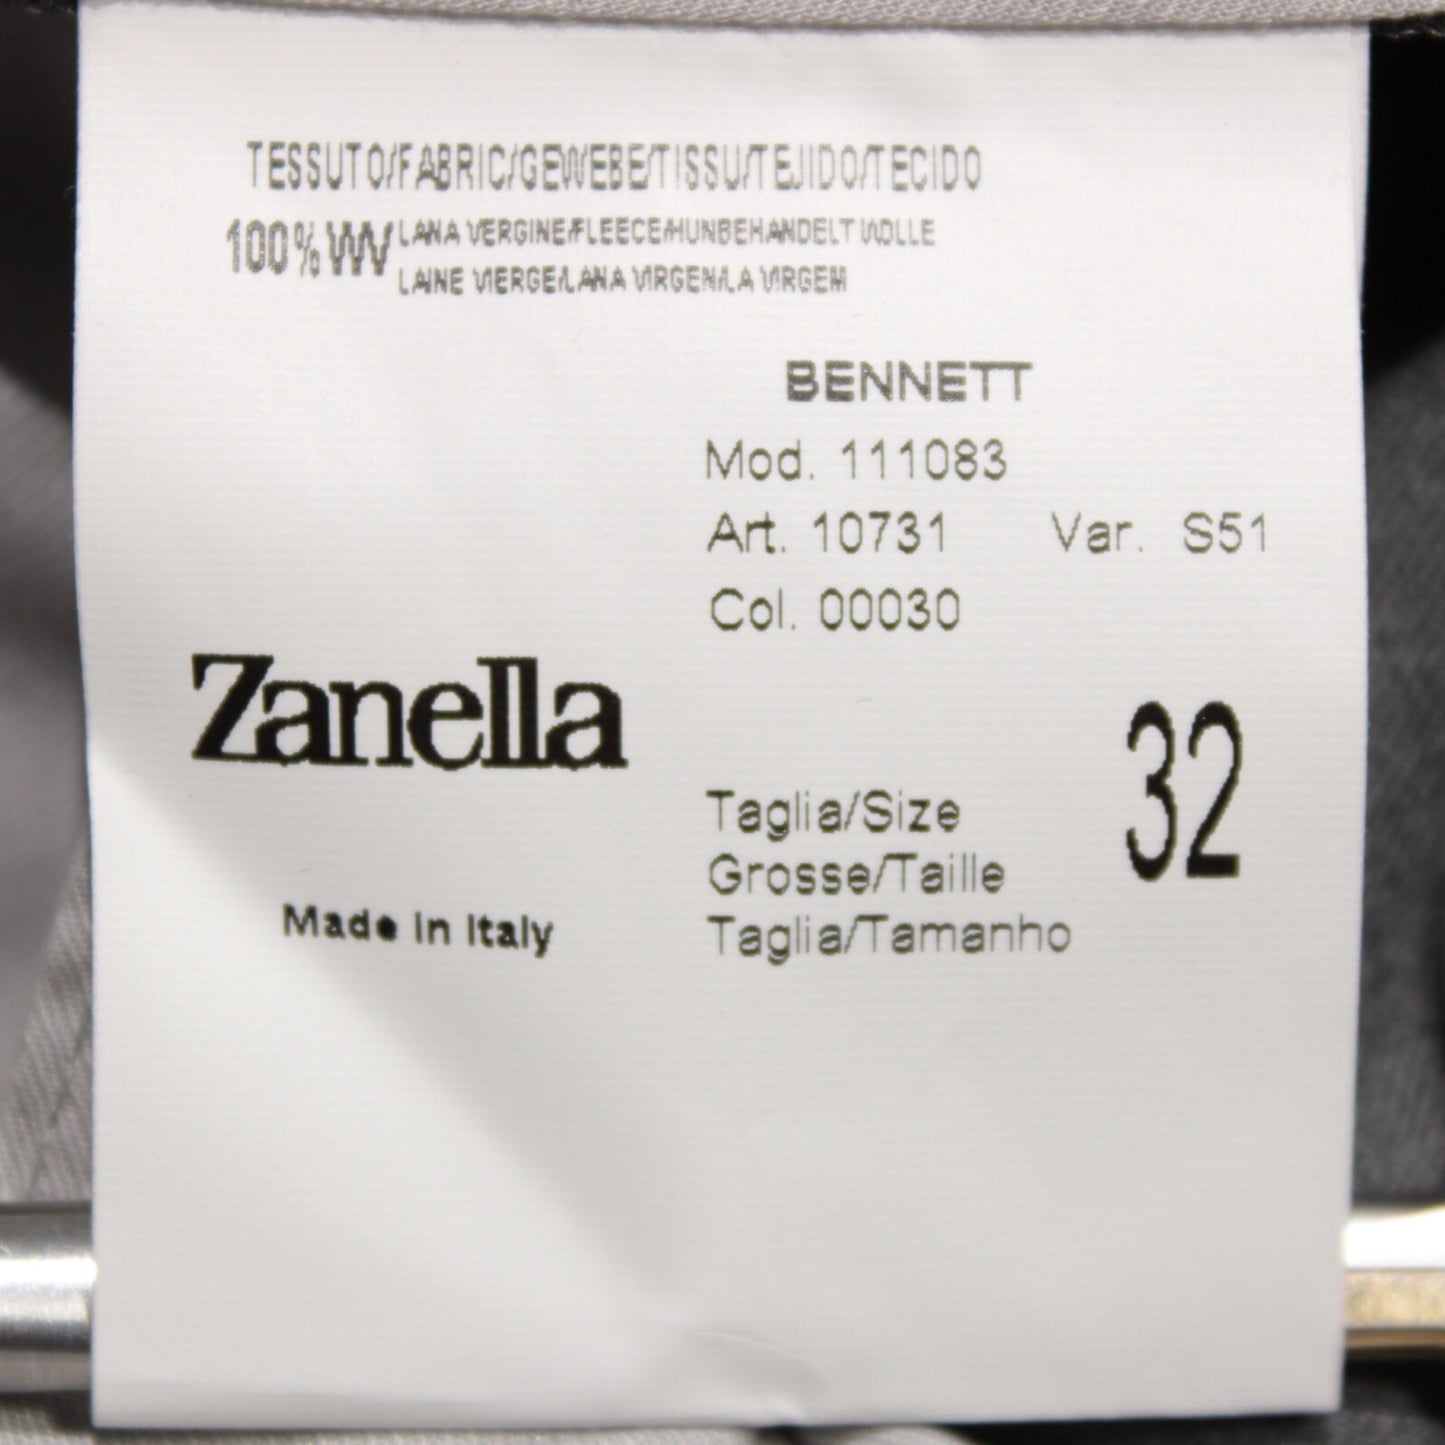 TESSUTO/FABRIC/GEWEBE/TISSU/TEJIDO/TECIDO
100% WV LANA VERGINE/FLEECE/HUNBEHANDELT WOLLE
LAINE VIERGE/LANA VIRGEN/LA VIRGEM
BENNETT
Mod. 111083
Art. 10731 Var. S51
Col. 00030
Zanella
Made in Italy
Taglia/Size
Grosse/Taille
Taglia/Tamanho
32